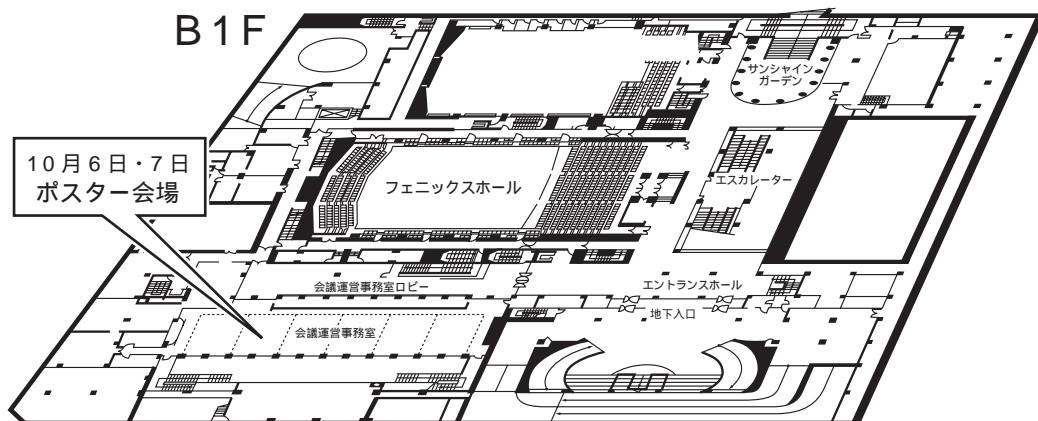 B1F
サンシャイン
ガーデン
10月6日・7日
ポスター会場
フェニックスホール
エスカレーター
会議運営事務室ロビー
エントランスホール
地下入口
会議運営事務室